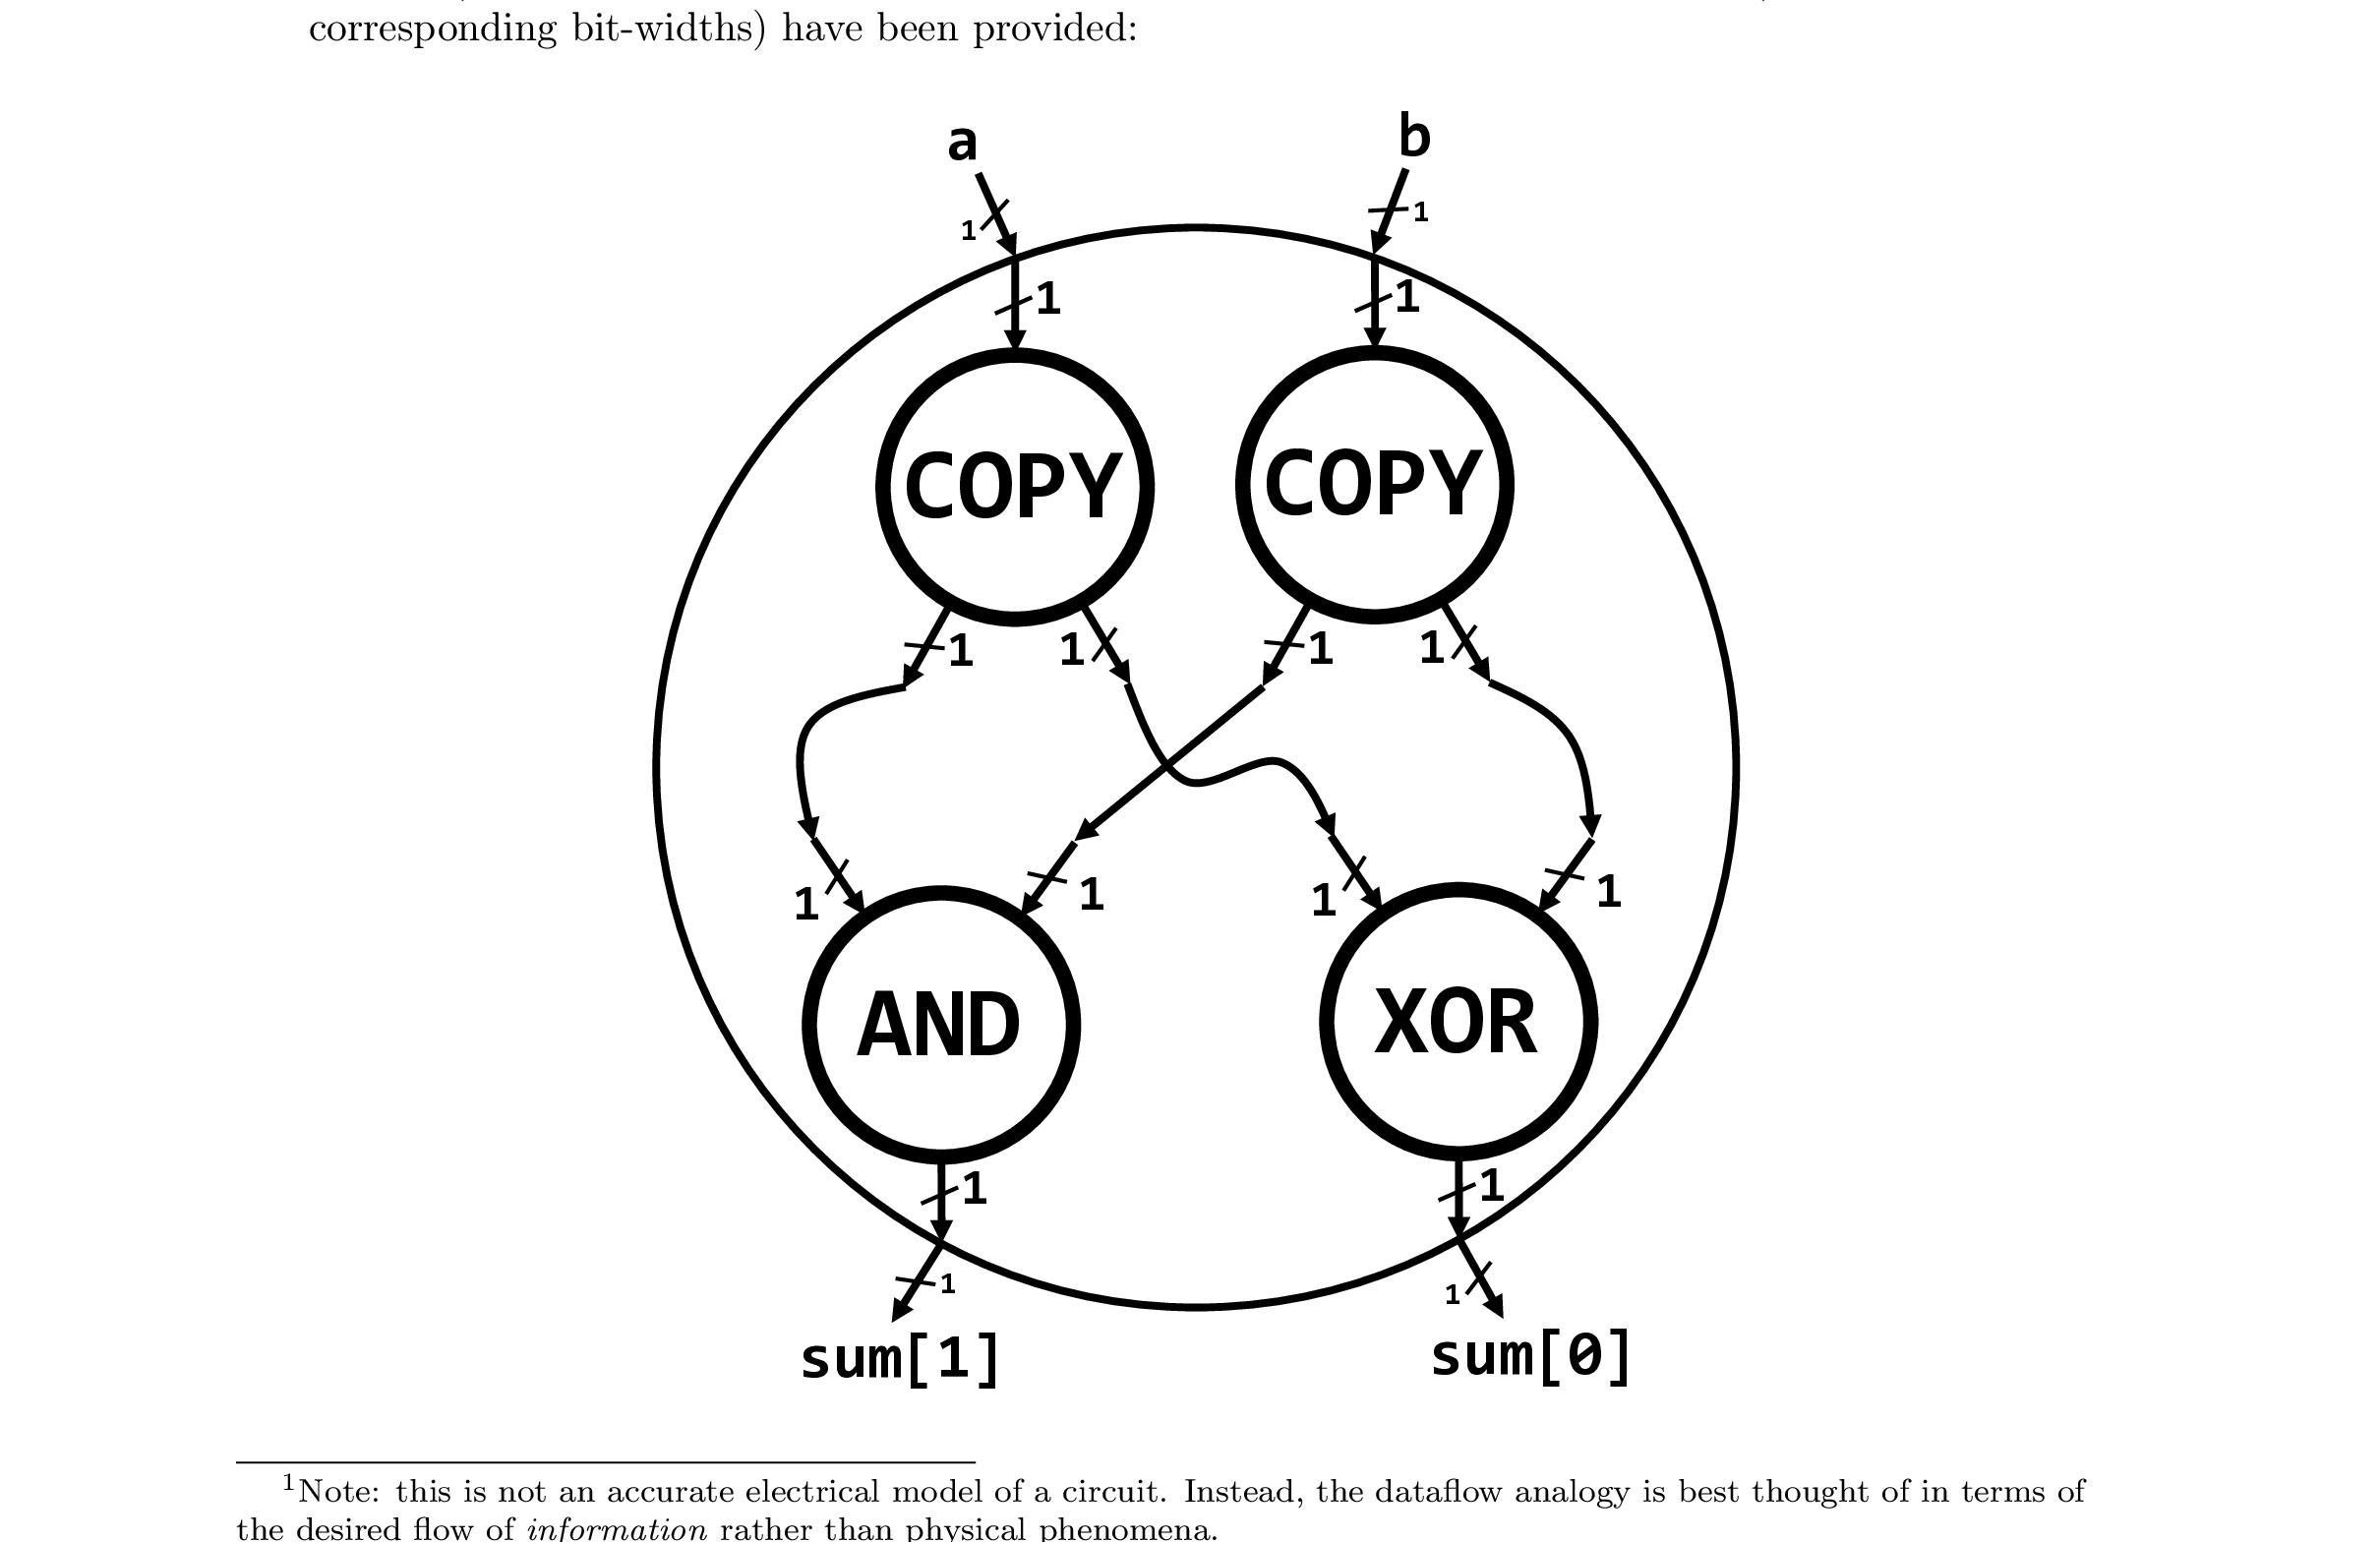 corresponding bit-widths) have been provided:
a b
1 1
1 1
COPY COPY
1 1 1 1
1 1 1 1
AND XOR
1 1
1 1
sum[1] sum[0]
1Note: this is not an accurate electrical model of a circuit. Instead, the dataflow analogy is best thought of in terms of
the desired flow of information rather than physical phenomena.